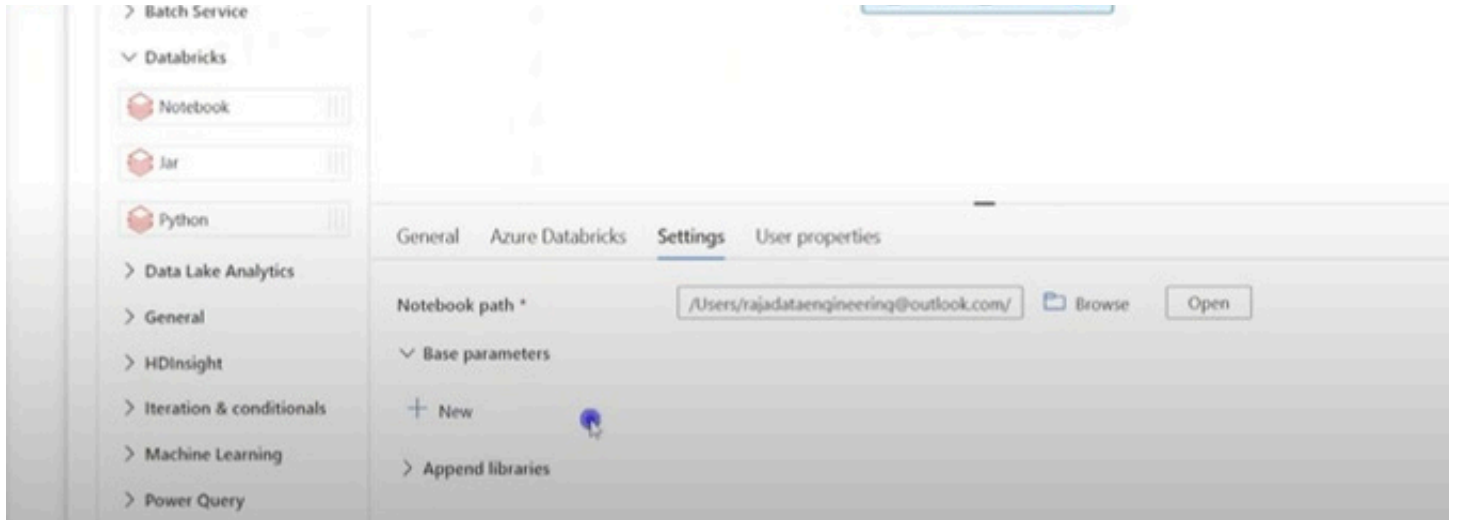 Batch Service
Databricks
Notebook
Jar
Python
Data Lake Analytics
General
HDInsight
Iteration & conditionals
Machine Learning
Power Query
General Azure Databricks Settings User properties
Notebook path * /Users/rajadataengineering@outlook.com/ Browse Open
Base parameters
+ New
Append libraries